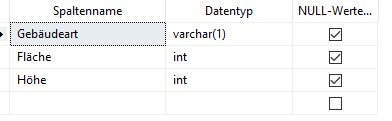 Spaltenname Datentyp NULL-Werte...
Gebäudeart varchar(1)
Fläche int
Höhe int